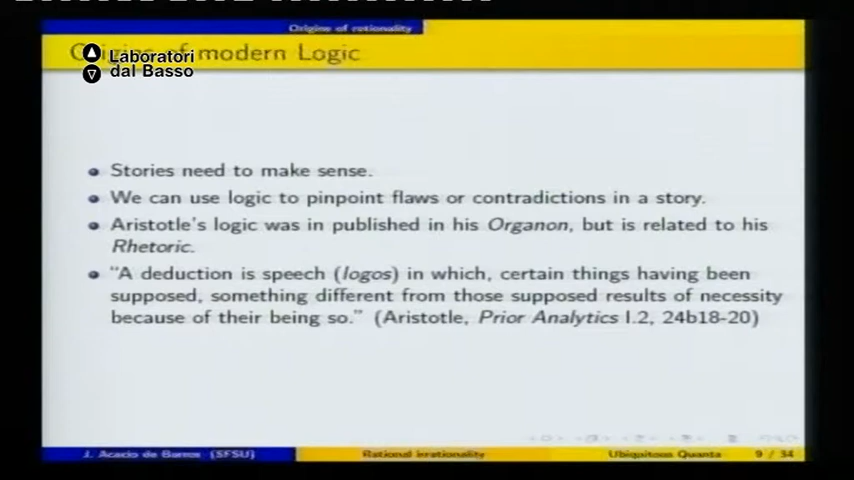 Origins of rationality
Origins of modern Logic
Laboratori
dal Basso
Stories need to make sense.
We can use logic to pinpoint flaws or contradictions in a story.
Aristotle's logic was in published in his Organon, but is related to his
Rhetoric.
"A deduction is speech (logos) in which, certain things having been
supposed, something different from those supposed results of necessity
because of their being so." (Aristotle, Prior Analytics I.2, 24b18-20)
J. Acacio de Barros (SFSU)
Rational irrationality
Ubiquitous Quanta
9 / 34